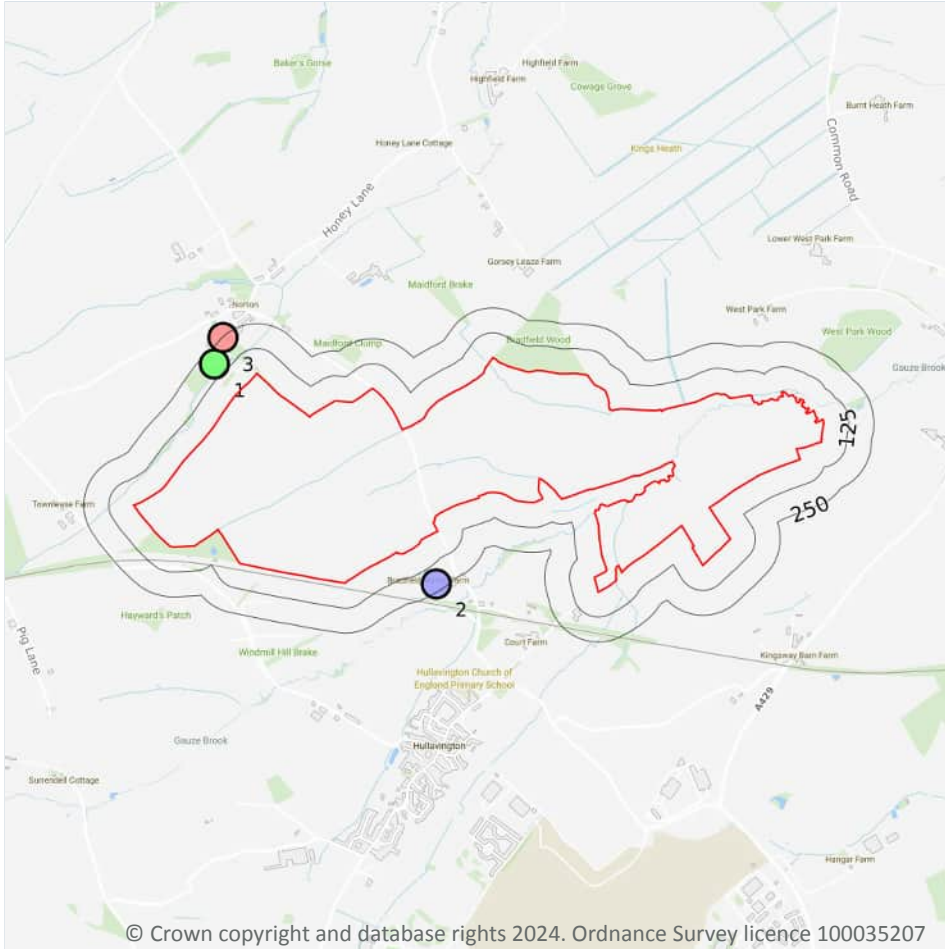 Baker's Gorse
Highfield Farm
Highfield Farm
Cowags Grove
Burnt Heath Farm
Common Road
Honey Lane Cottage
Kings Heath
Honey Lane
Lower West Park Farm
Gorsey Leaze Farm
Maidford Brake
Norton
West Park Farm
West Park Wood
Bradfield Wood
Maidford Clump
3
Gauze Brook
1
125
Townleyse Farm
250
2
Hayward's Patch
Court Farm
Pig Lane
Windmill Hill Brake
Kingsway Barn Farm
Hullavington Church of
England Primary School
A429
Gauze Brook
Hullavington
Surrendell Cottage
Hangar Farm
© Crown copyright and database rights 2024. Ordnance Survey licence 100035207